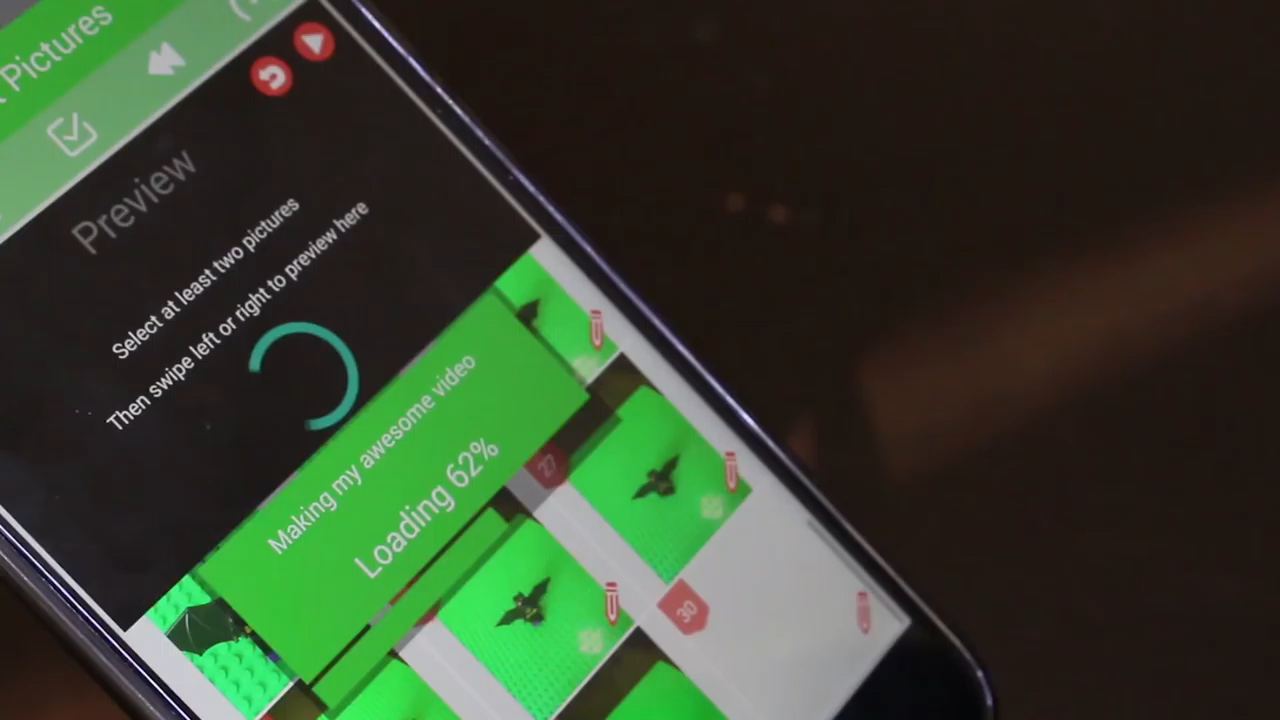 Pictures
Preview
Select at least two pictures
Then swipe left or right to preview here
Making my awesome video
Loading 62%
27
30